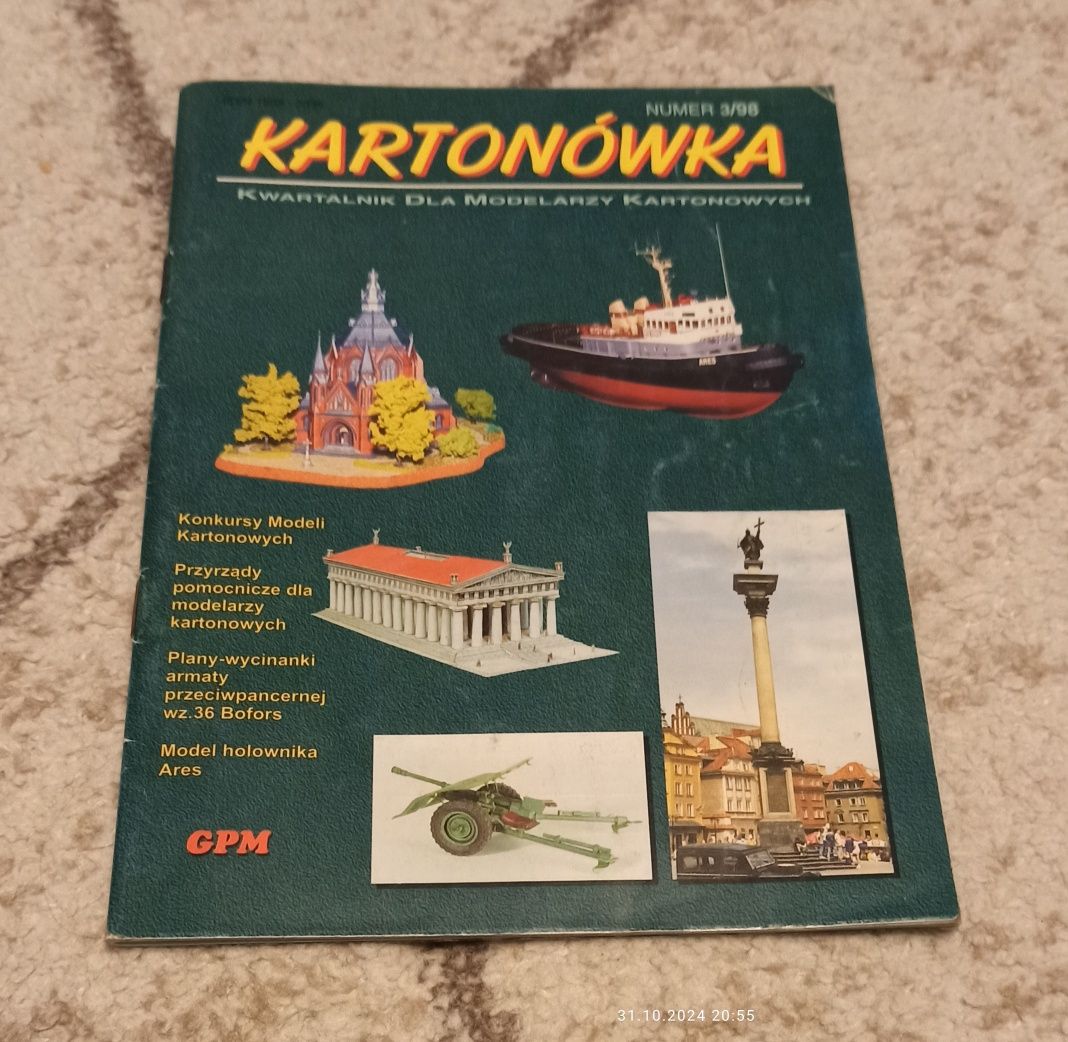 NUMER 3/98
KARTONÓWKA
KWARTALNIK DLA MODELARZY KARTONOWYCH
ARES
Konkursy Modeli
Kartonowych
Przyrządy
pomocnicze dla
modelarzy
kartonowych
Plany-wycinanki
armaty
przeciwpancernej
wz.36 Bofors
Model holownika
Ares
GPM
31.10.2024 20:55